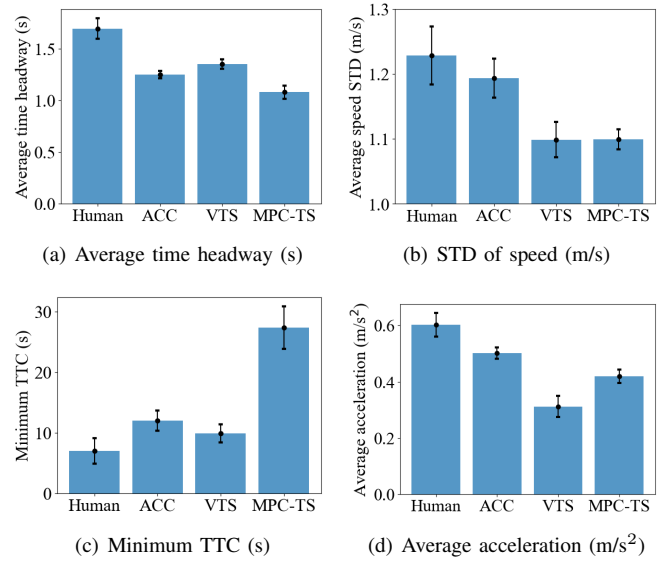 Average time headway (s)
1.5
1.0
0.5
0.0
Human ACC VTS MPC-TS
(a) Average time headway (s)
Average speed STD (m/s)
1.3
1.2
1.1
1.0
Human ACC VTS MPC-TS
(b) STD of speed (m/s)
Minimum TTC (s)
30
20
10
0
Human ACC VTS MPC-TS
(c) Minimum TTC (s)
Average acceleration (m/s²)
0.6
0.4
0.2
0.0
Human ACC VTS MPC-TS
(d) Average acceleration (m/s²)